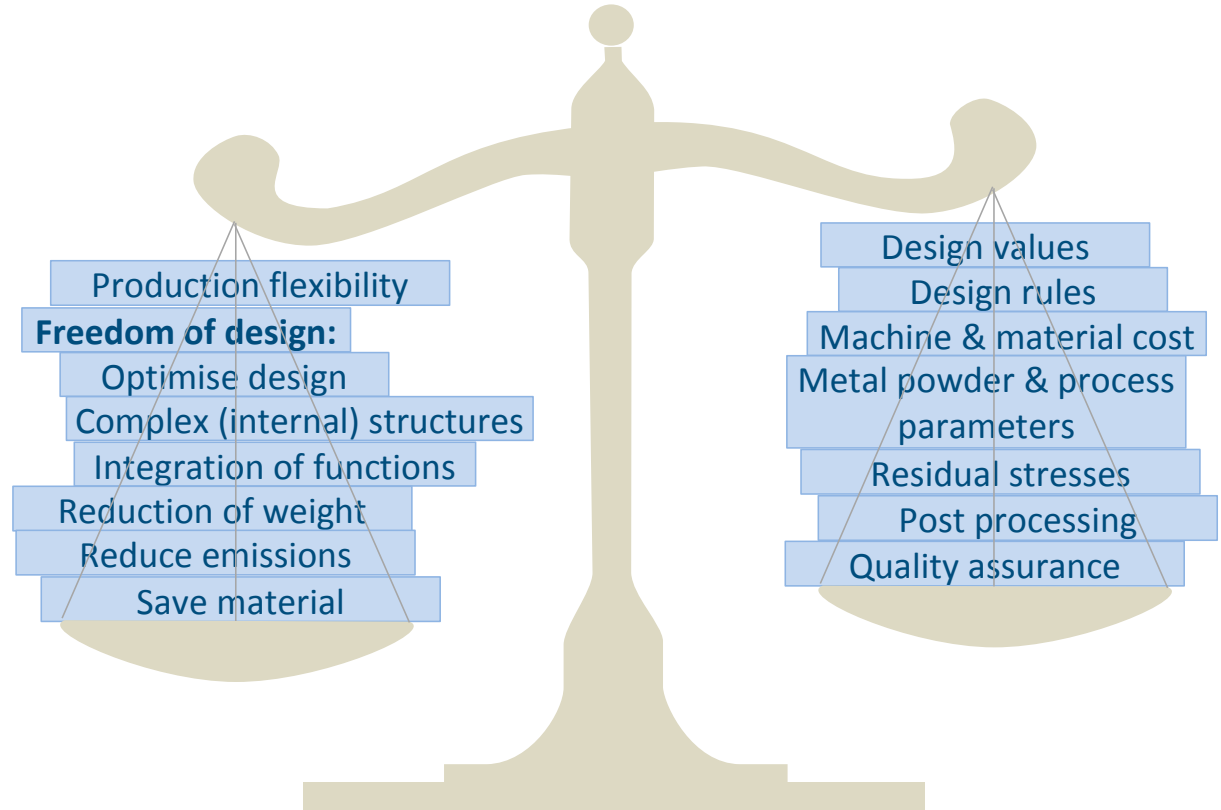 Production flexibility
Freedom of design:
Optimise design
Complex (internal) structures
Integration of functions
Reduction of weight
Reduce emissions
Save material
Design values
Design rules
Machine & material cost
Metal powder & process
parameters
Residual stresses
Post processing
Quality assurance